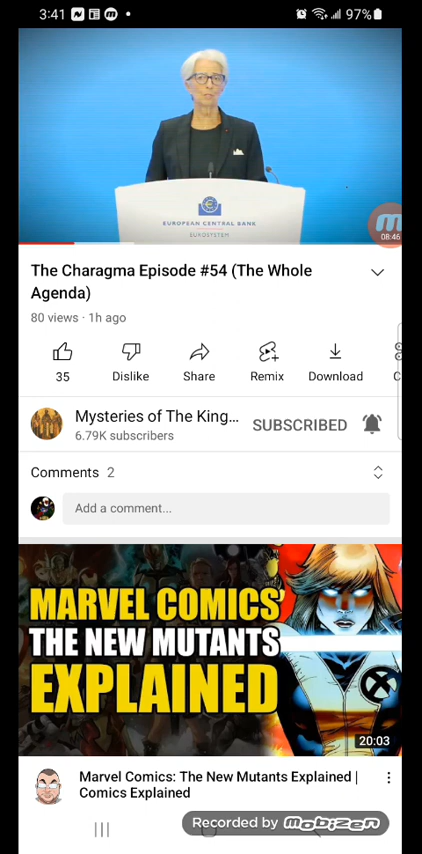 3:41
97%
EUROPEAN CENTRAL BANK
EUROSYSTEM
08:46
The Charagma Episode #54 (The Whole
Agenda)
80 views · 1h ago
35
Dislike
Share
Remix
Download
C
Mysteries of The King...
SUBSCRIBED
6.79K subscribers
Comments 2
Add a comment...
MARVEL COMICS'
THE NEW MUTANTS
EXPLAINED
20:03
Marvel Comics: The New Mutants Explained |
Comics Explained
Recorded by MOBIZEN